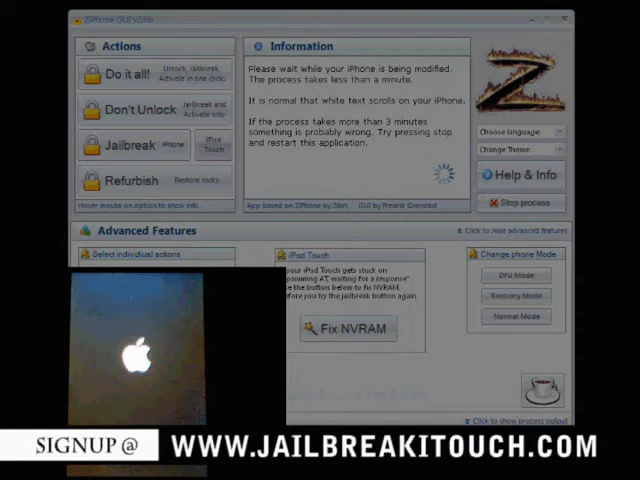 ZiPhone GUI v2.6b
Actions
Do it all!
Unlock, Jailbreak,
Activate in one click!
Don't Unlock
Jailbreak and
Activate only
Jailbreak
iPhone
iPod
Touch
Refurbish
Restore locks
Hover mouse on option to show info.
Information
Please wait while your iPhone is being modified.
The process takes less than a minute.
It is normal that white text scrolls on your iPhone.
If the process takes more than 3 minutes
something is probably wrong. Try pressing stop
and restart this application.
App based on ZiPhone by Zibri
GUI by Fredrik Grønsted
Z
Choose language:
Change Theme:
Help & Info
Stop process
Advanced Features
Click to hide advanced features
Select individual actions
iPod Touch
your iPod Touch gets stuck on
AT, waiting for a response"
the button below to fix NVRAM,
you try the jailbreak button again.
Fix NVRAM
Change phone Mode
DFU Mode
Recovery Mode
Normal Mode
Click to show process output
SIGNUP @ WWW.JAILBREAKITOUCH.COM